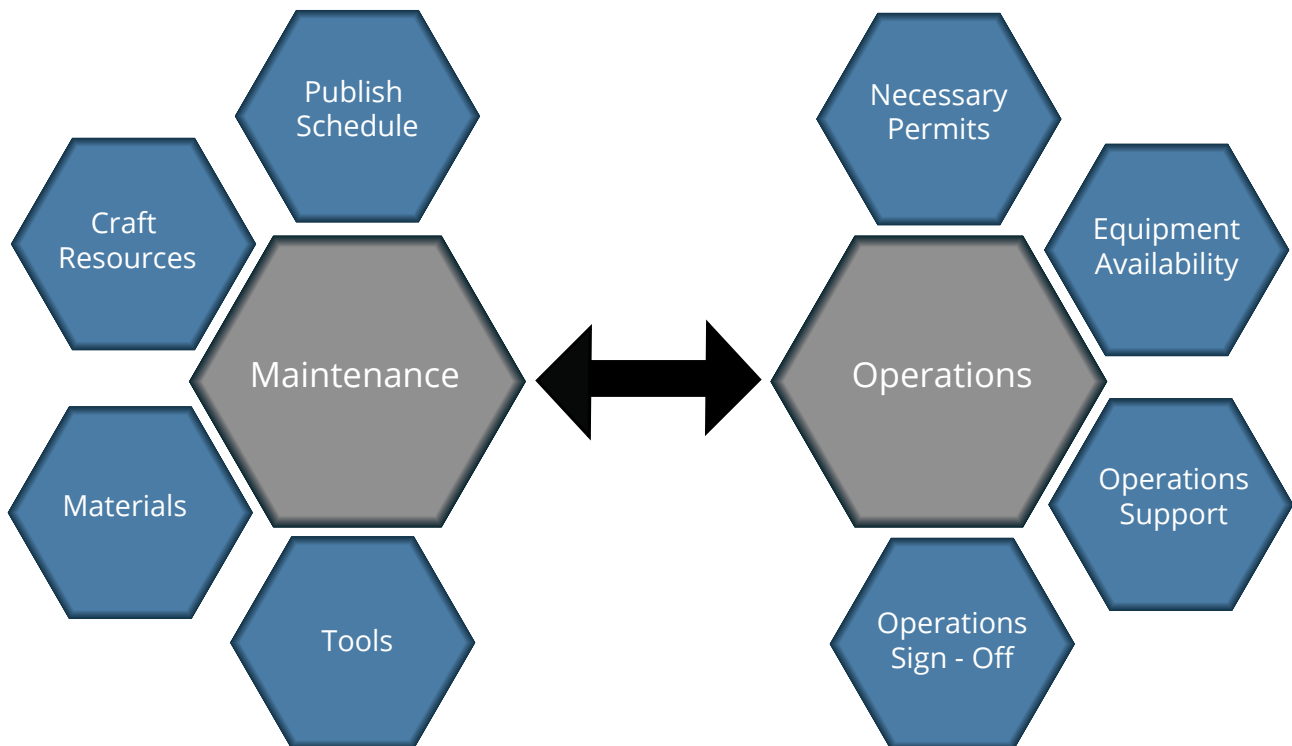 Publish
Schedule
Craft
Resources
Maintenance
Materials
Tools
Necessary
Permits
Equipment
Availability
Operations
Operations
Support
Operations
Sign - Off